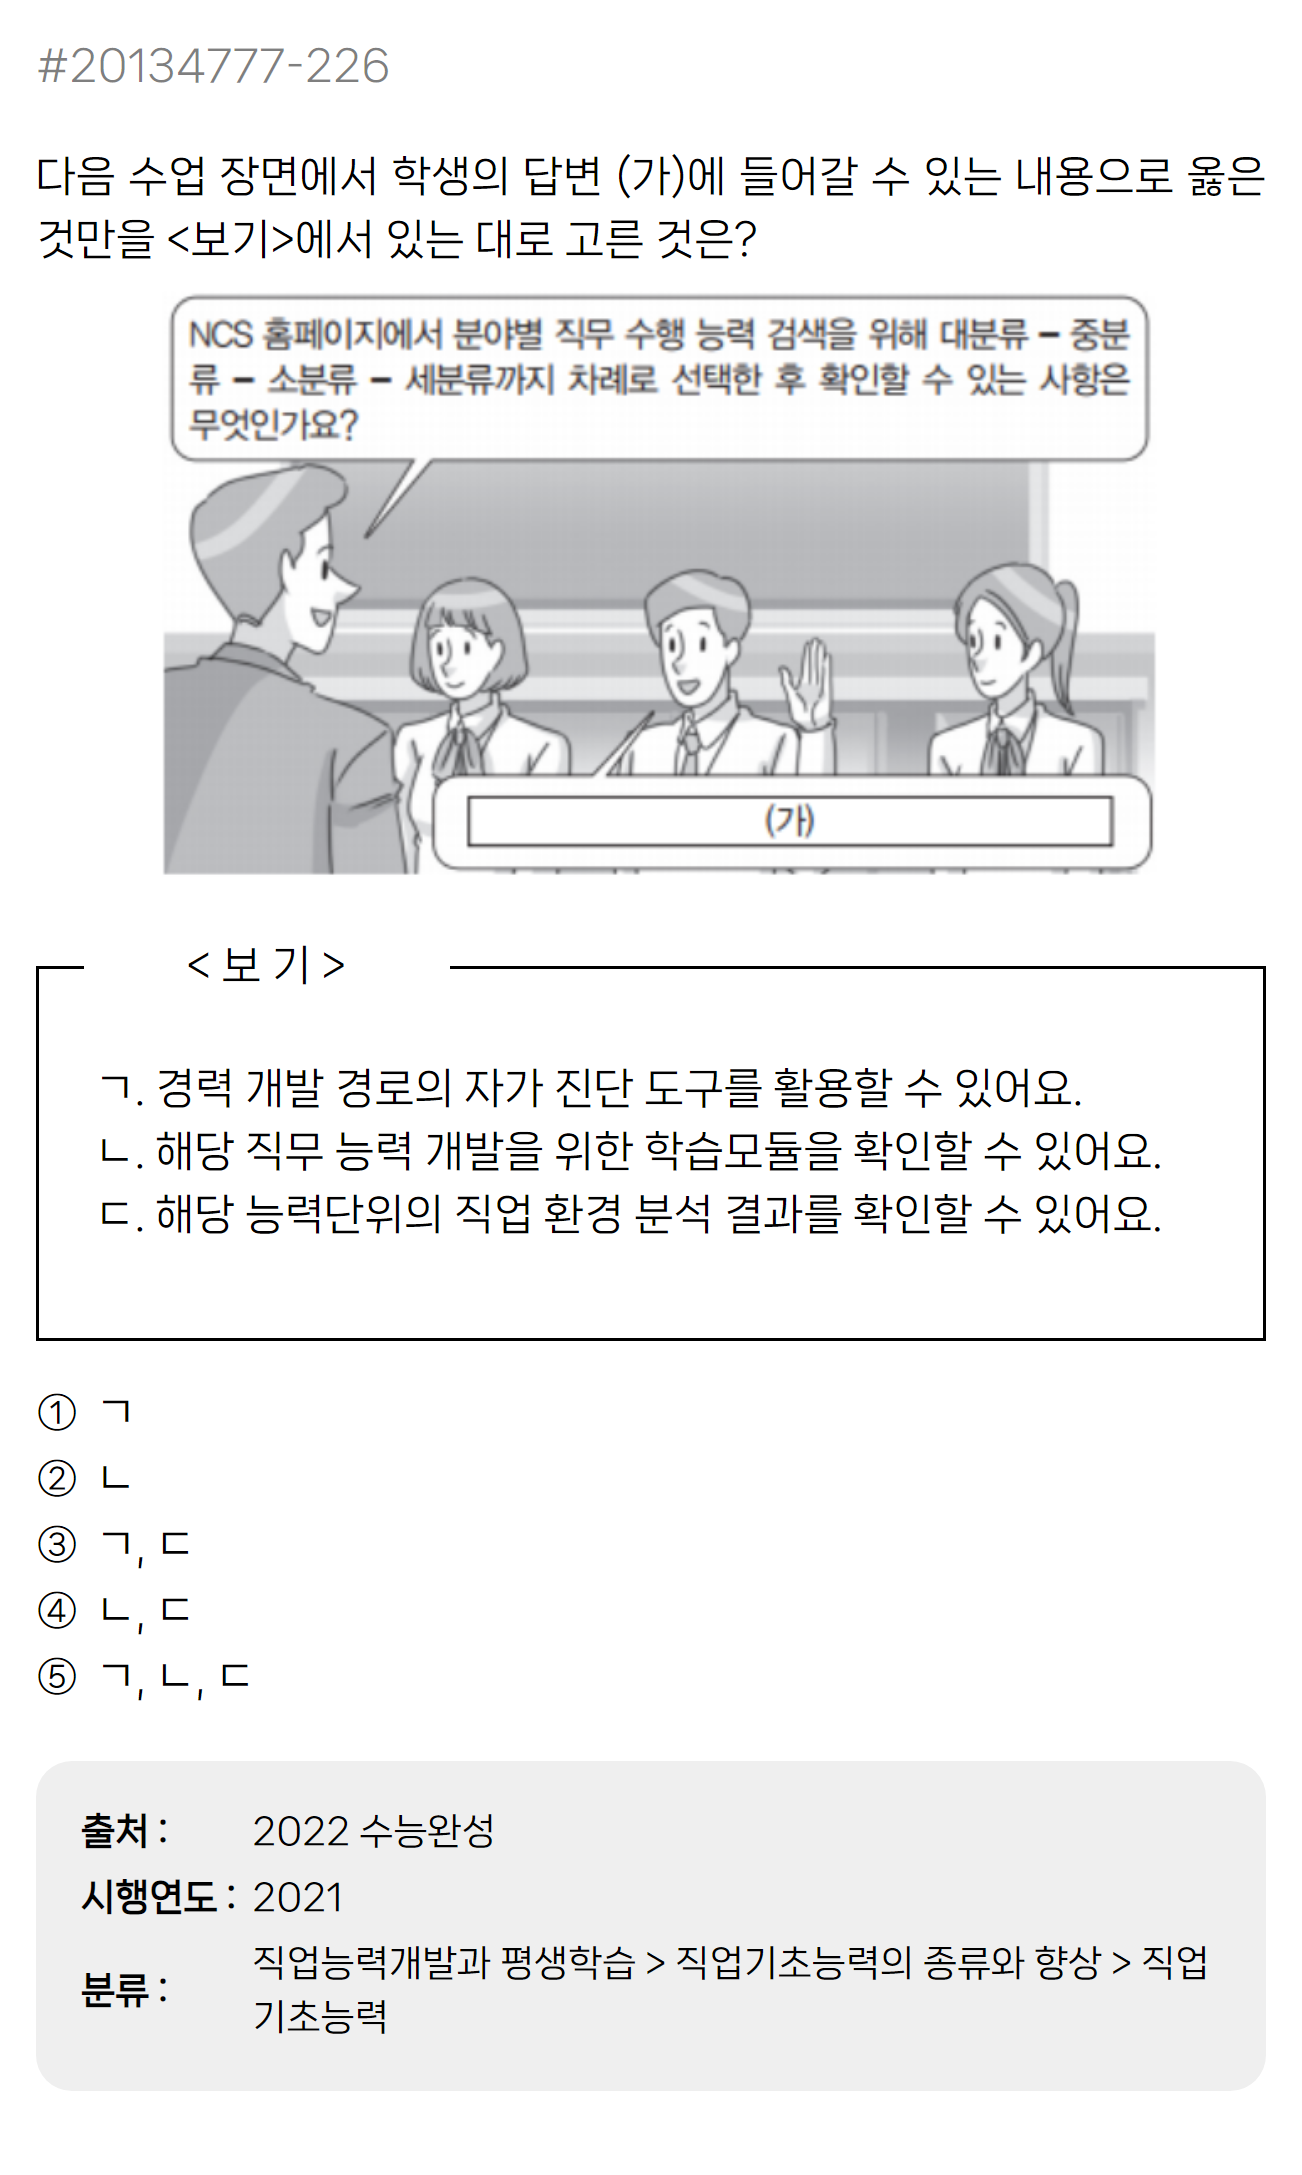 #20134777-226
다음 수업 장면에서 학생의 답변 (가)에 들어갈 수 있는 내용으로 옳은
것만을 <보기>에서 있는 대로 고른 것은?
NCS 홈페이지에서 분야별 직무 수행 능력 검색을 위해 대분류 – 중분
류 – 소분류 – 세분류까지 차례로 선택한 후 확인할 수 있는 사항은
무엇인가요?
(가)
< 보 기 >
ㄱ. 경력 개발 경로의 자가 진단 도구를 활용할 수 있어요.
ㄴ. 해당 직무 능력 개발을 위한 학습모듈을 확인할 수 있어요.
ㄷ. 해당 능력단위의 직업 환경 분석 결과를 확인할 수 있어요.
① ㄱ
② ㄴ
③ ㄱ, ㄷ
④ ㄴ, ㄷ
⑤ ㄱ, ㄴ, ㄷ
출처 : 2022 수능완성
시행연도 : 2021
분류 : 직업능력개발과 평생학습 > 직업기초능력의 종류와 향상 > 직업
기초능력